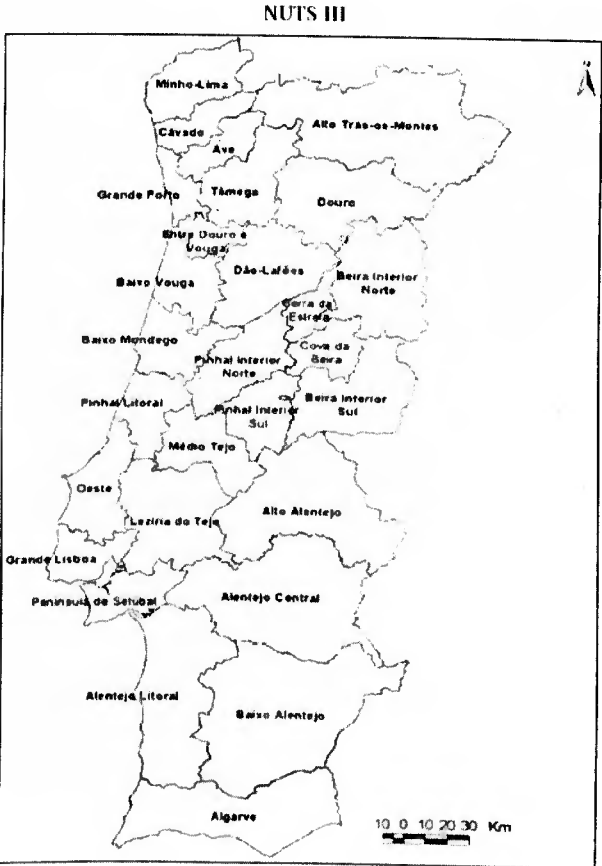 NUTS III
Minho-Lima
Cávado
Ave
Alto Trás-os-Montes
Grande Porto
Tâmega
Douro
Entre Douro e
Vouga
Dão-Lafões
Baixo Vouga
Beira Interior
Norte
Serra da
Estrela
Baixo Mondego
Cova da
Beira
Pinhal Interior
Norte
Pinhal Litoral
Pinhal Interior
Sul
Beira Interior
Sul
Médio Tejo
Oeste
Lezíria do Tejo
Alto Alentejo
Grande Lisboa
Península de Setúbal
Alentejo Central
Alentejo Litoral
Baixo Alentejo
Algarve
10 0 10 20 30 Km